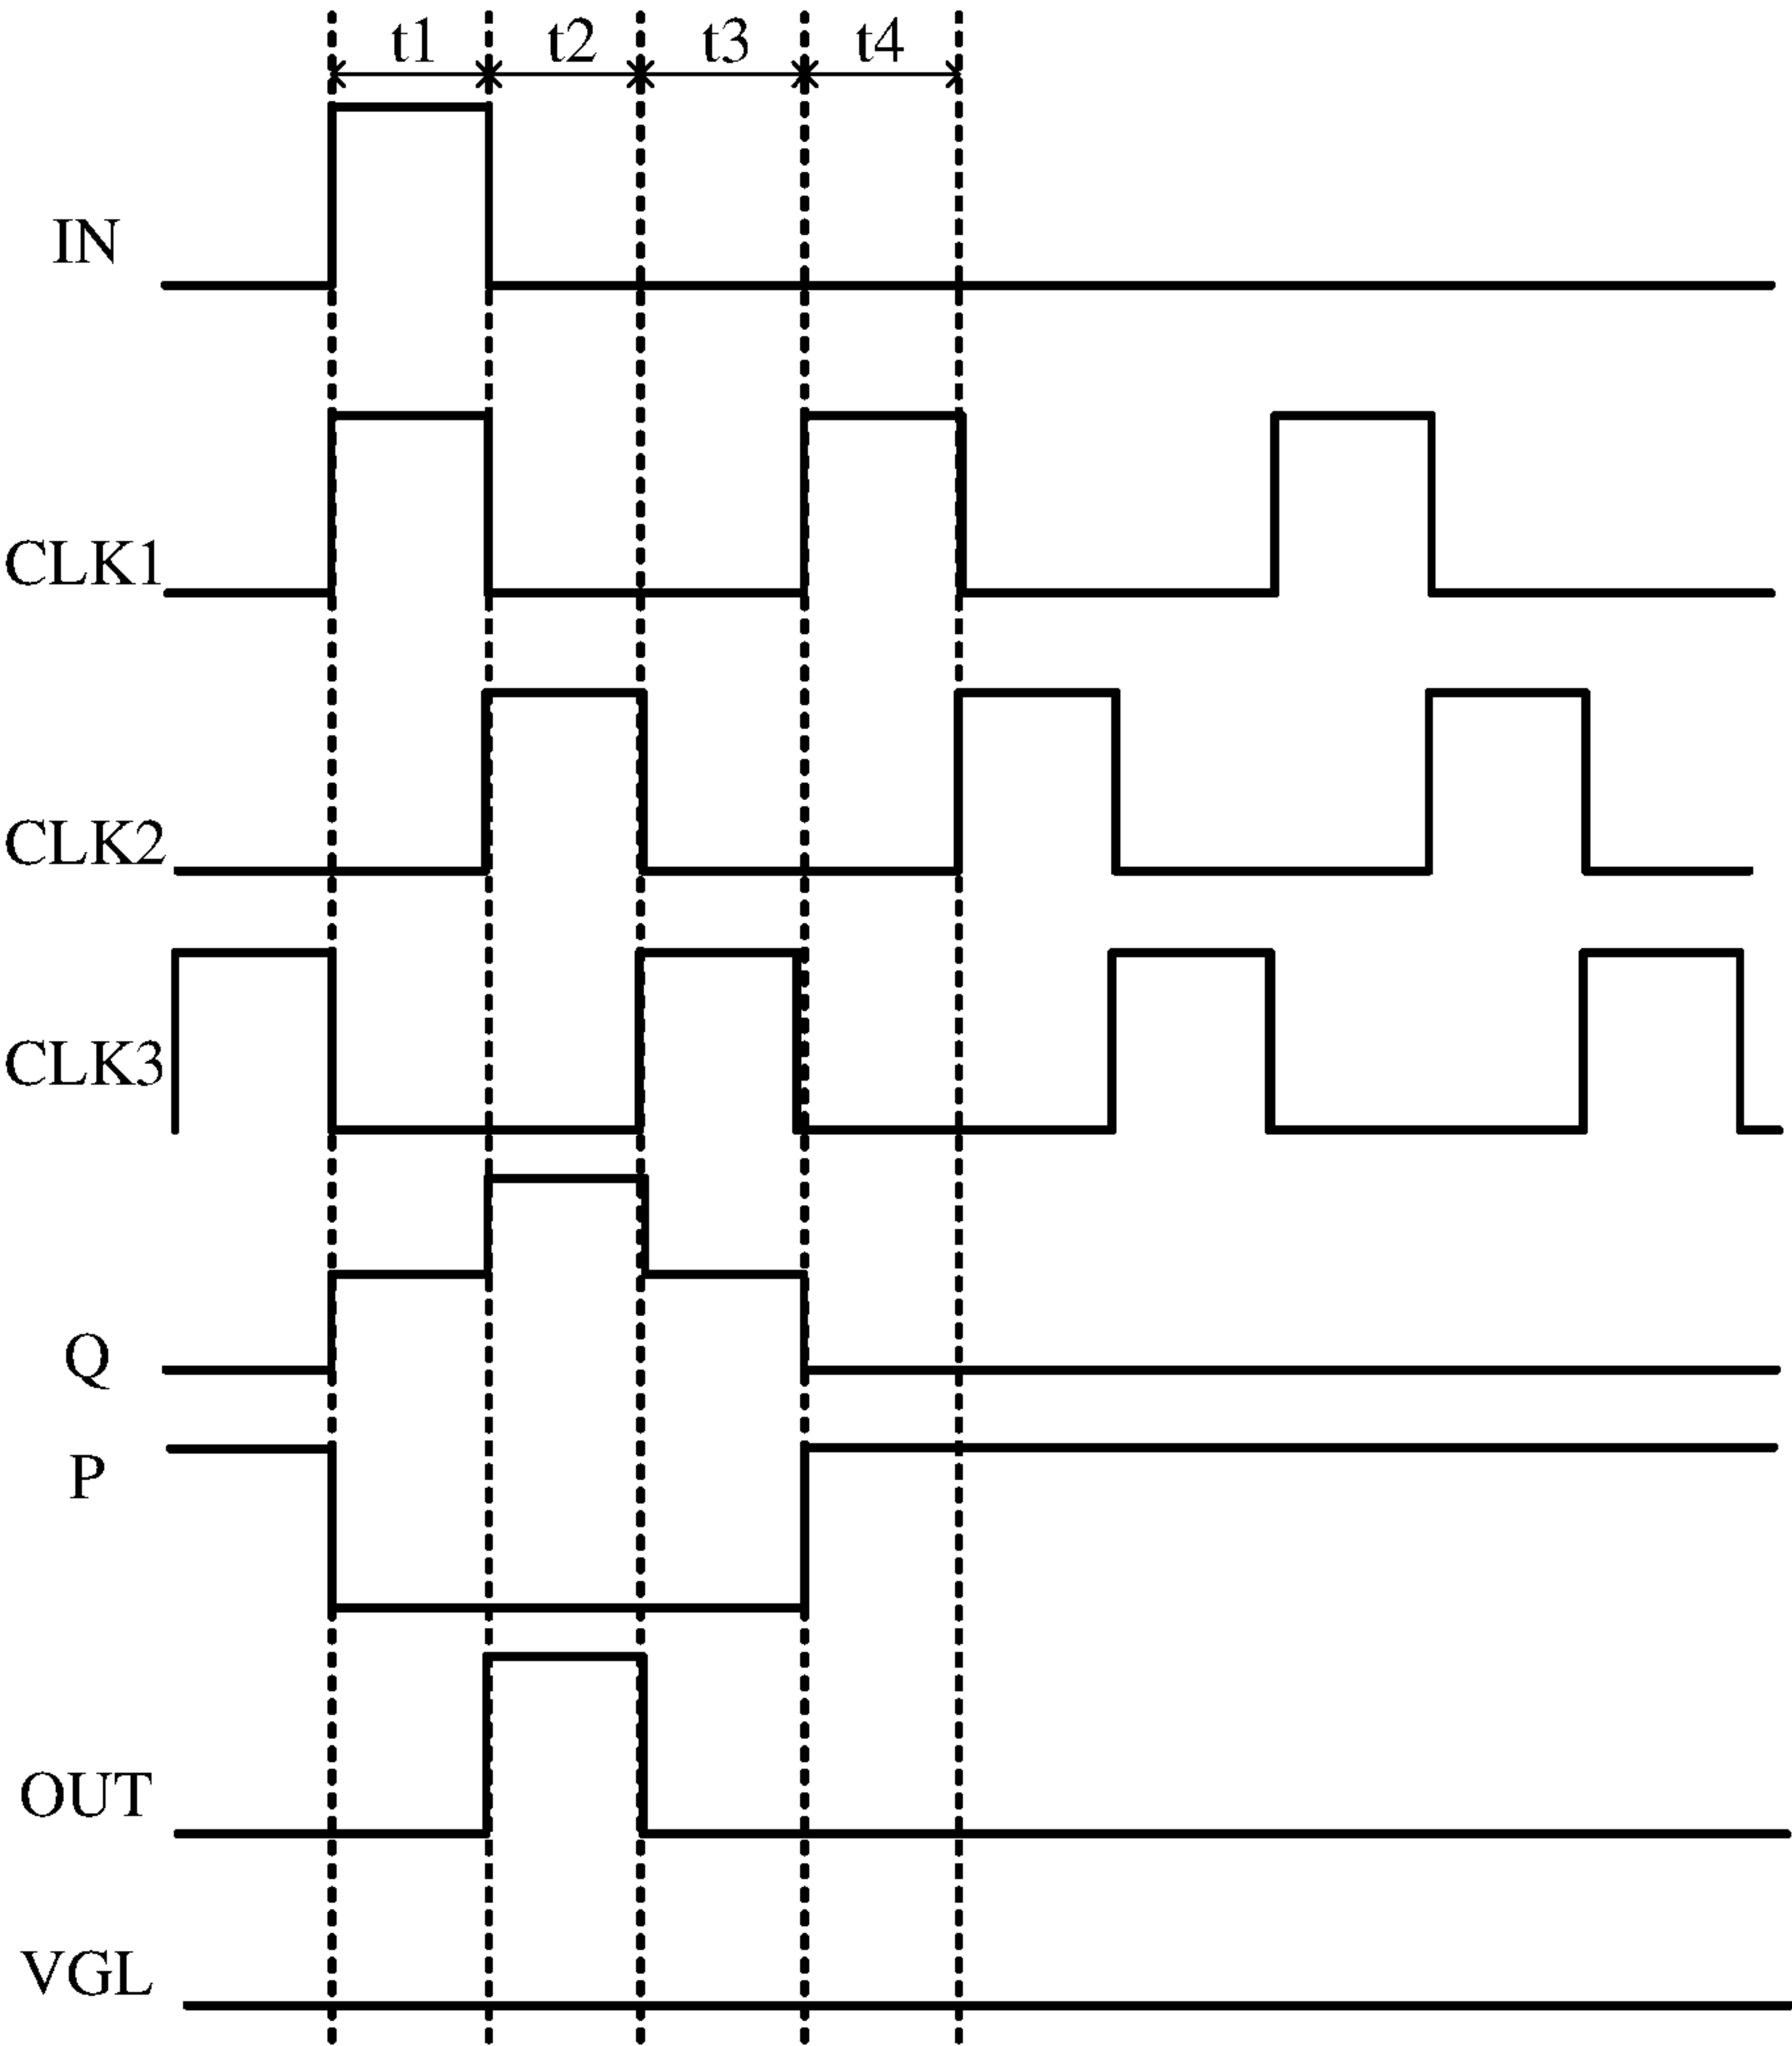 t1 t2 t3 t4
IN
CLK1
CLK2
CLK3
Q
P
OUT
VGL